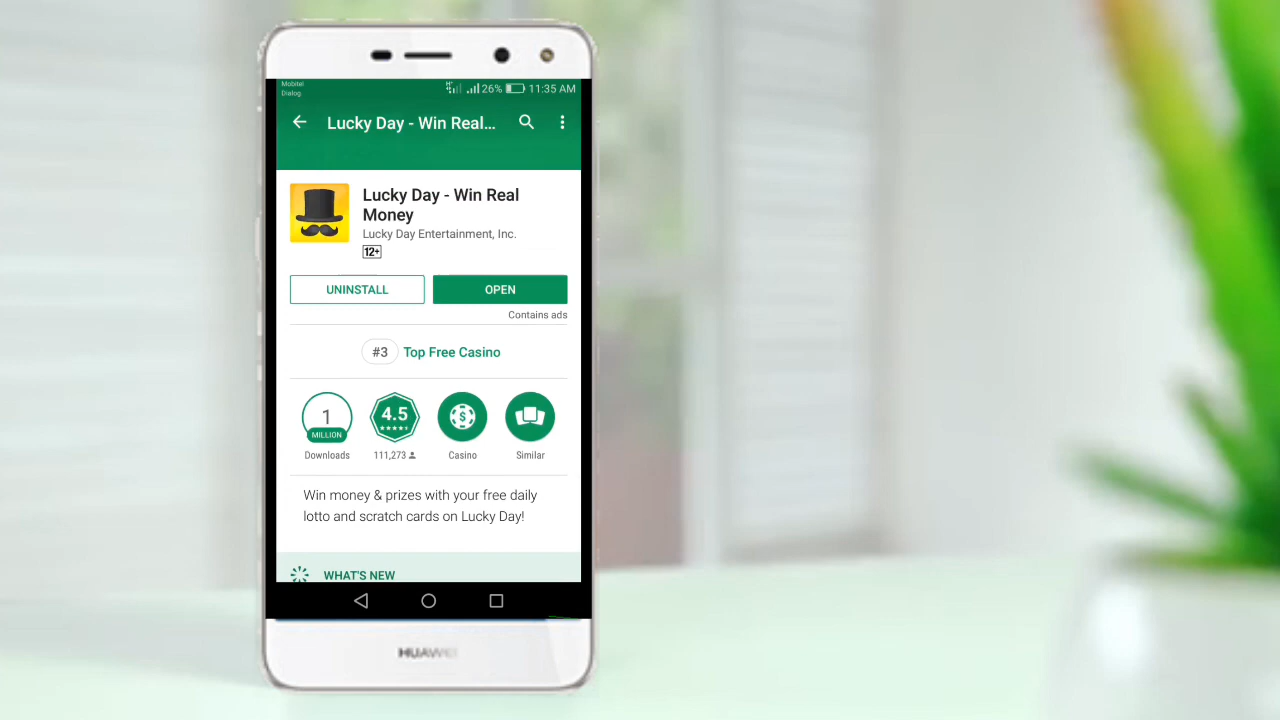 Mobitel
Dialog
26% 11:35 AM
Lucky Day - Win Real...
Lucky Day - Win Real
Money
Lucky Day Entertainment, Inc.
12+
UNINSTALL
OPEN
Contains ads
#3 Top Free Casino
1
MILLION
4.5
Downloads
111,273
Casino
Similar
Win money & prizes with your free daily
lotto and scratch cards on Lucky Day!
WHAT'S NEW
HUAWEI